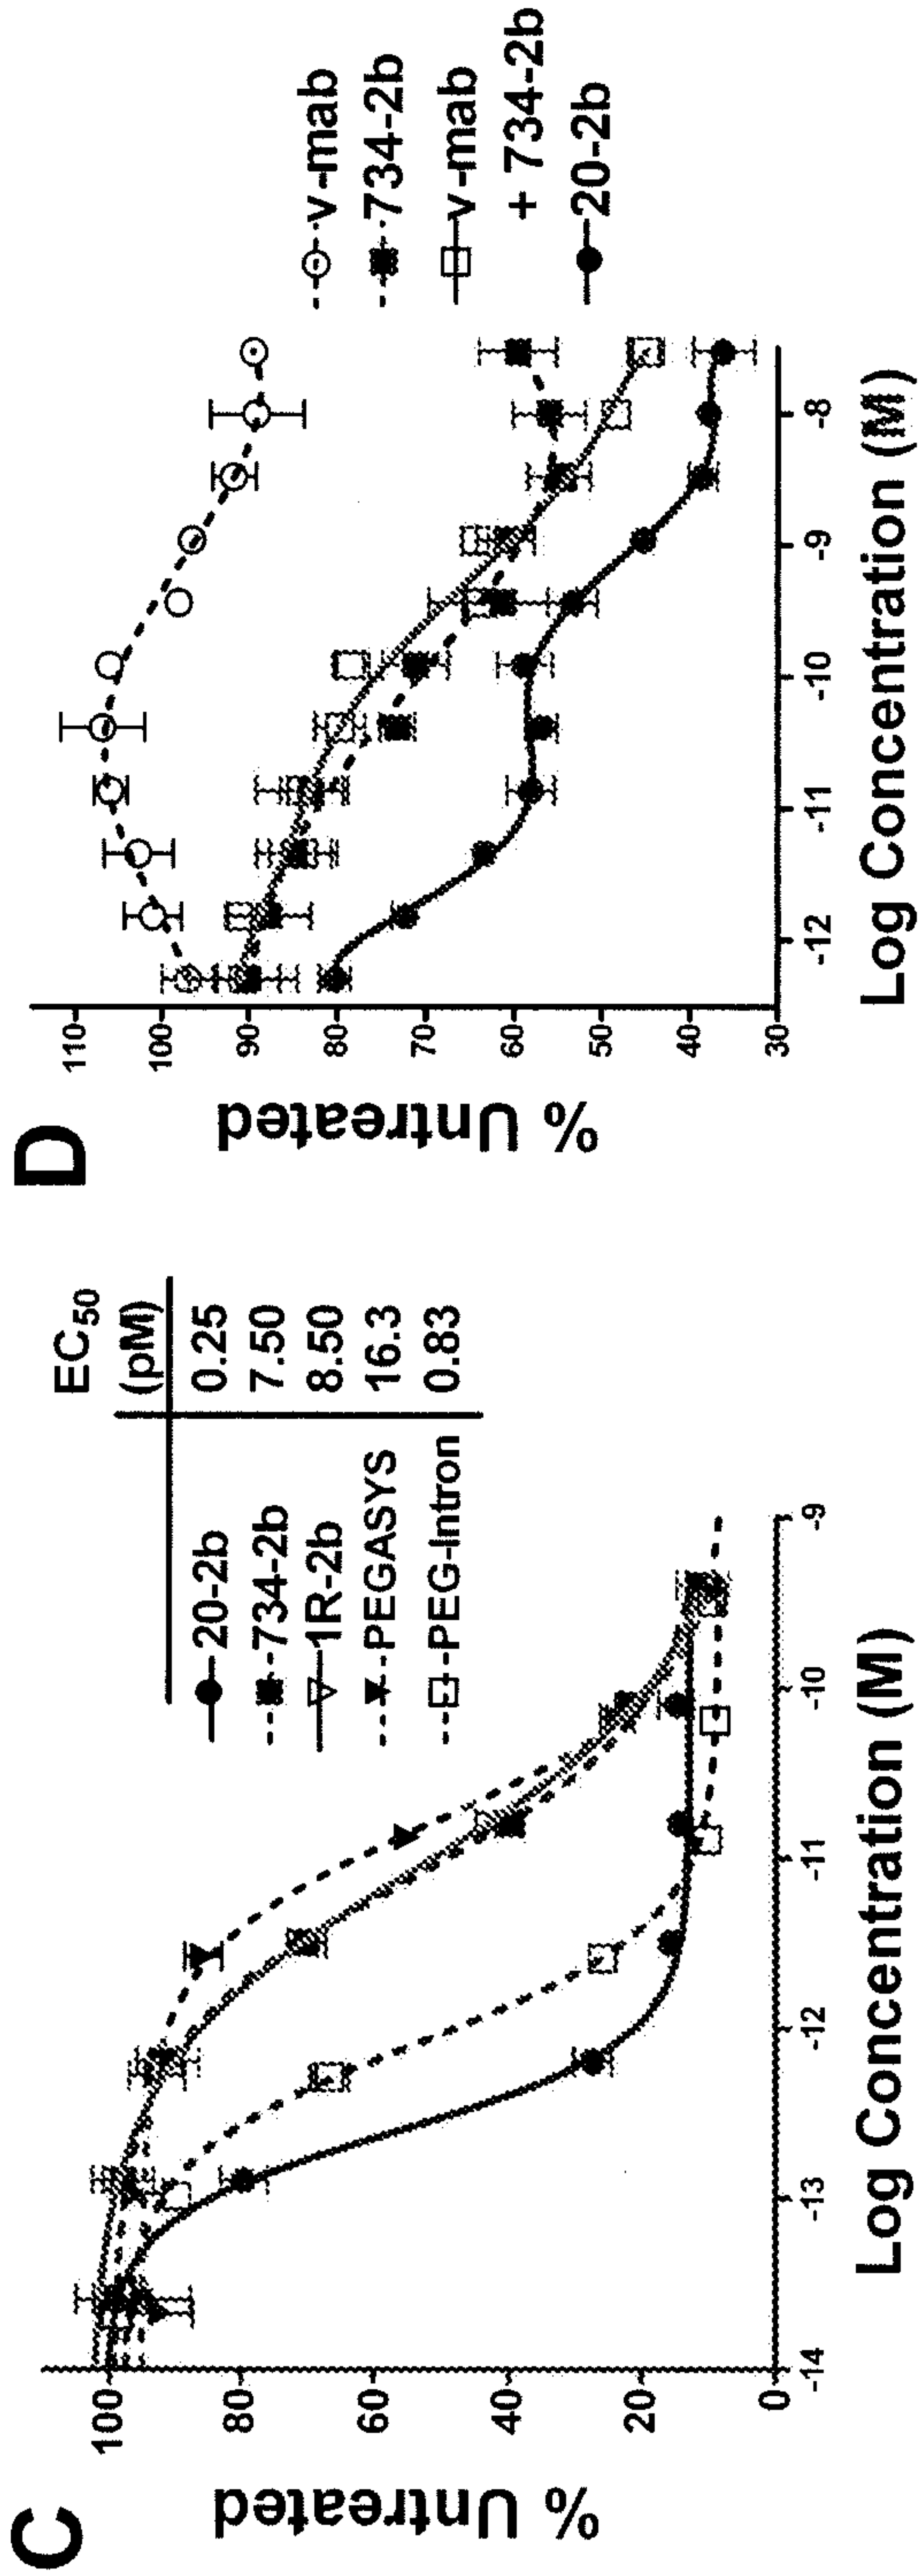 C
% Untreated
100
80
60
40
20
0
-14
-13
-12
-11
-10
-9
Log Concentration (M)
EC50
(pM)
20-2b 0.25
734-2b 7.50
1R-2b 8.50
PEGASYS 16.3
PEG-Intron 0.83
D
% Untreated
110
100
90
80
70
60
50
40
30
-12
-11
-10
-9
-8
Log Concentration (M)
v-mab
734-2b
v-mab
+ 734-2b
20-2b